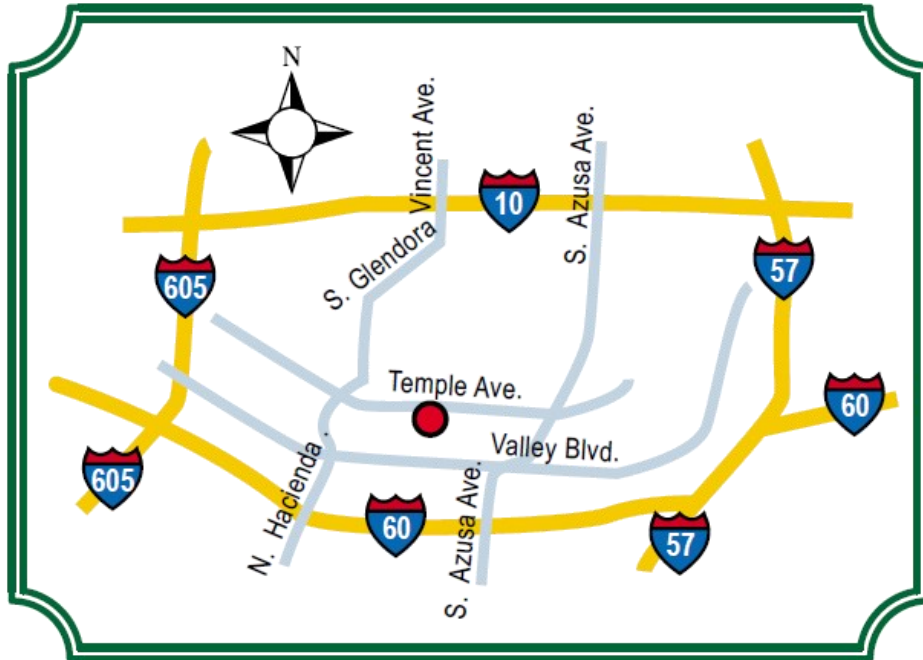 N
Vincent Ave.
S. Azusa Ave.
10
S. Glendora
57
605
Temple Ave.
60
Valley Blvd.
605
N. Hacienda .
S. Azusa Ave.
60
57